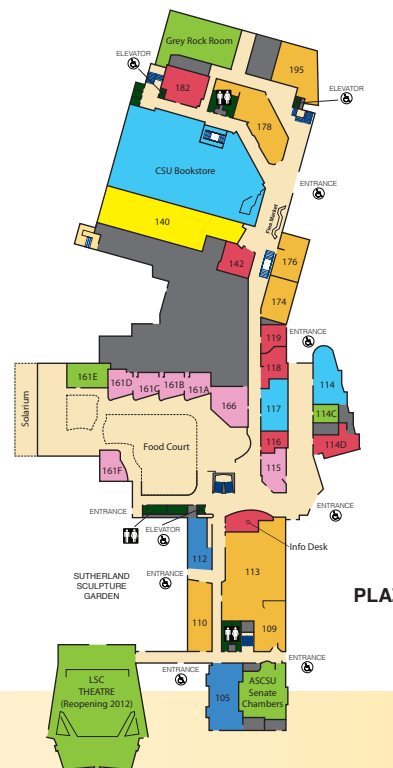 Grey Rock Room
ELEVATOR
195
182
ELEVATOR
178
CSU Bookstore
ENTRANCE
140
Flea Market
142
176
174
ENTRANCE
119
118
161E
161D
161C
161B
161A
114
166
117
114C
Solarium
Food Court
116
114D
115
161F
ENTRANCE
ENTRANCE
ELEVATOR
Info Desk
112
113
ENTRANCE
SUTHERLAND
SCULPTURE
GARDEN
PLAZ
110
109
ENTRANCE
ENTRANCE
LSC
THEATRE
(Reopening 2012)
105
ASCSU
Senate
Chambers